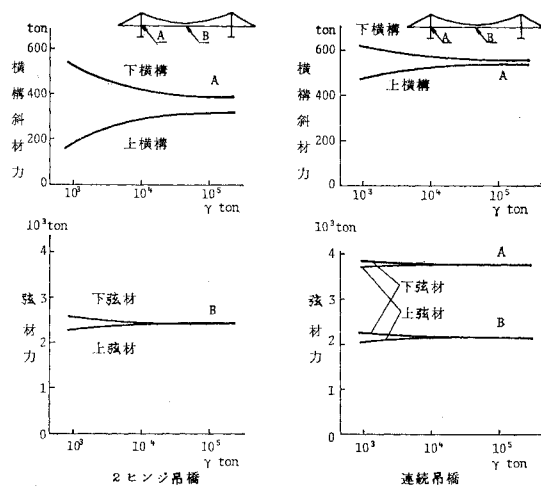 ton
A B
600
400
200
0
横構斜材力
下横構
A
上横構
10³ 10⁴ 10⁵
γ ton
ton
A B
600
400
200
0
横構斜材力
下横構
A
上横構
10³ 10⁴ 10⁵
γ ton
10³ton
4
3
2
1
0
弦材力
下弦材
B
上弦材
10³ 10⁴ 10⁵
γ ton
2ヒンジ吊橋
10³ton
4
3
2
1
0
弦材力
A
下弦材
上弦材
B
10³ 10⁴ 10⁵
γ ton
連続吊橋